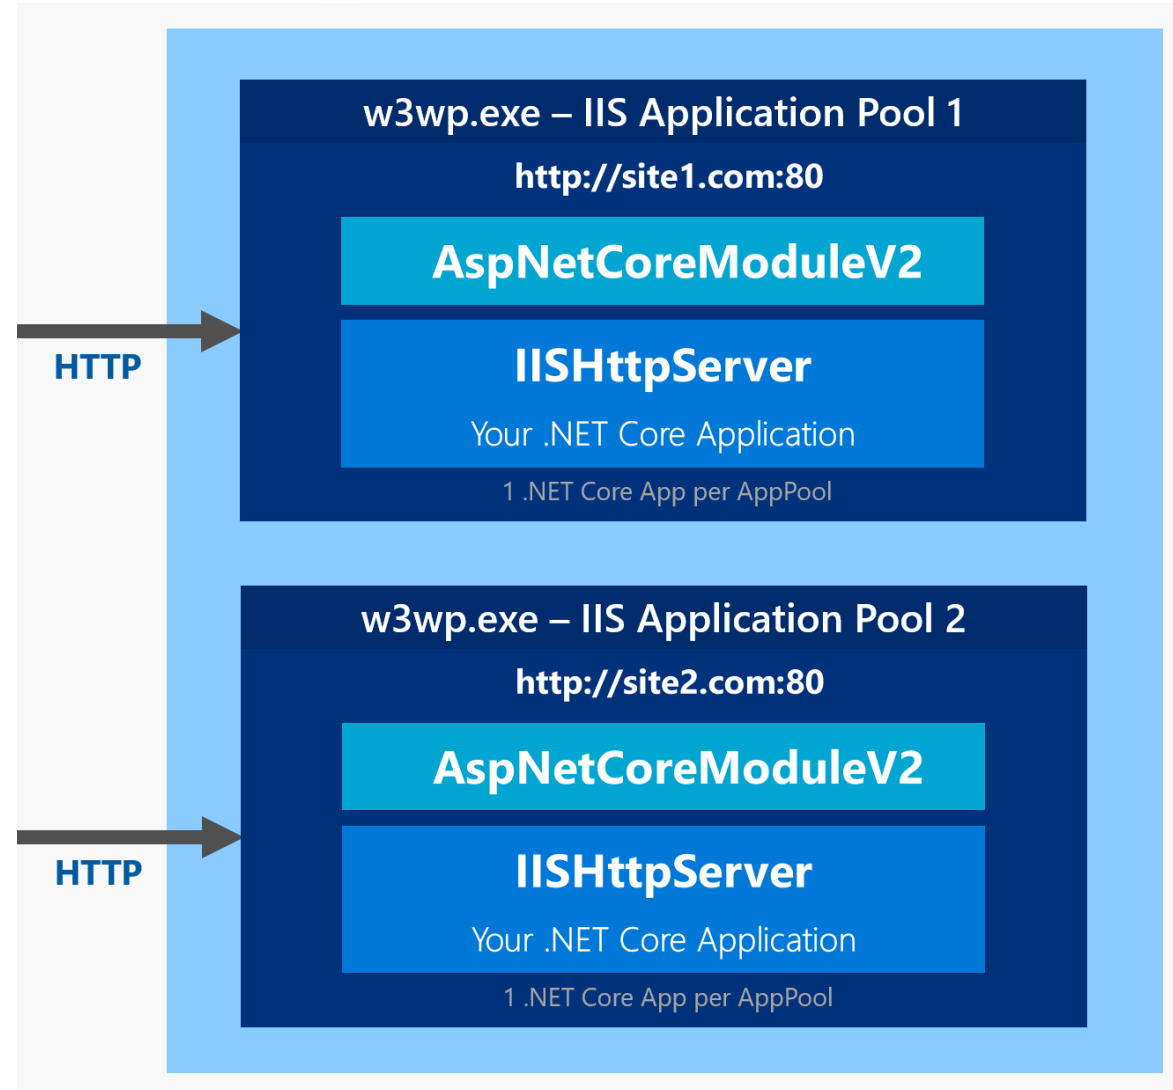 w3wp.exe – IIS Application Pool 1
http://site1.com:80
AspNetCoreModuleV2
HTTP
IISHttpServer
Your .NET Core Application
1 .NET Core App per AppPool
w3wp.exe – IIS Application Pool 2
http://site2.com:80
AspNetCoreModuleV2
HTTP
IISHttpServer
Your .NET Core Application
1 .NET Core App per AppPool